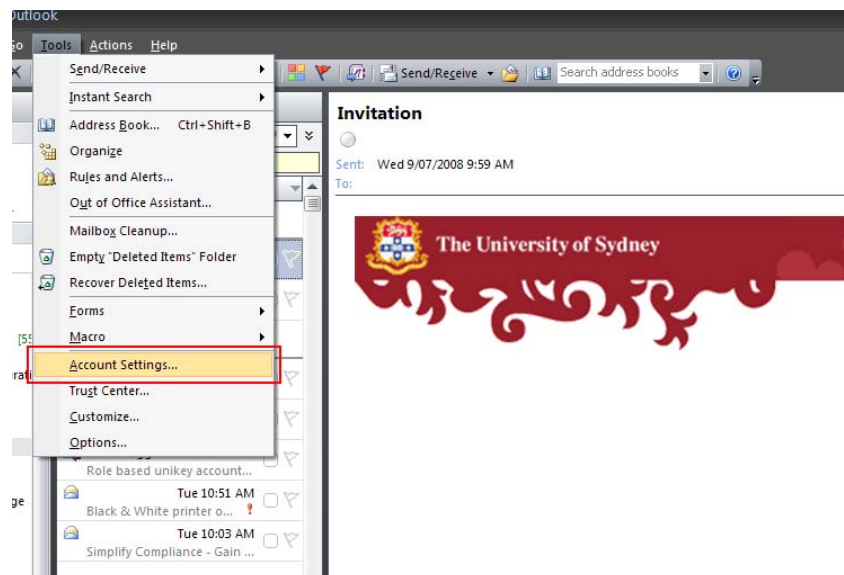 Outlook
Go Tools Actions Help
Send/Receive
Instant Search
Address Book... Ctrl+Shift+B
Organize
Rules and Alerts...
Out of Office Assistant...
Mailbox Cleanup...
Empty "Deleted Items" Folder
Recover Deleted Items...
Forms
Macro
Account Settings...
Trust Center...
Customize...
Options...
Role based unikey account...
Tue 10:51 AM
Black & White printer o...
Tue 10:03 AM
Simplify Compliance - Gain ...
Send/Receive Search address books
Invitation
Sent: Wed 9/07/2008 9:59 AM
To:
The University of Sydney